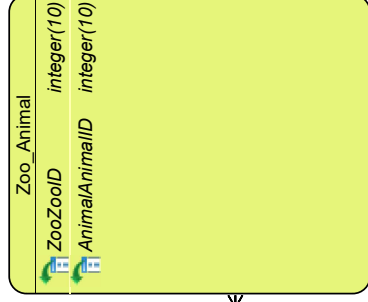 Zoo_Animal
ZooZooID integer(10)
AnimalAnimalID integer(10)